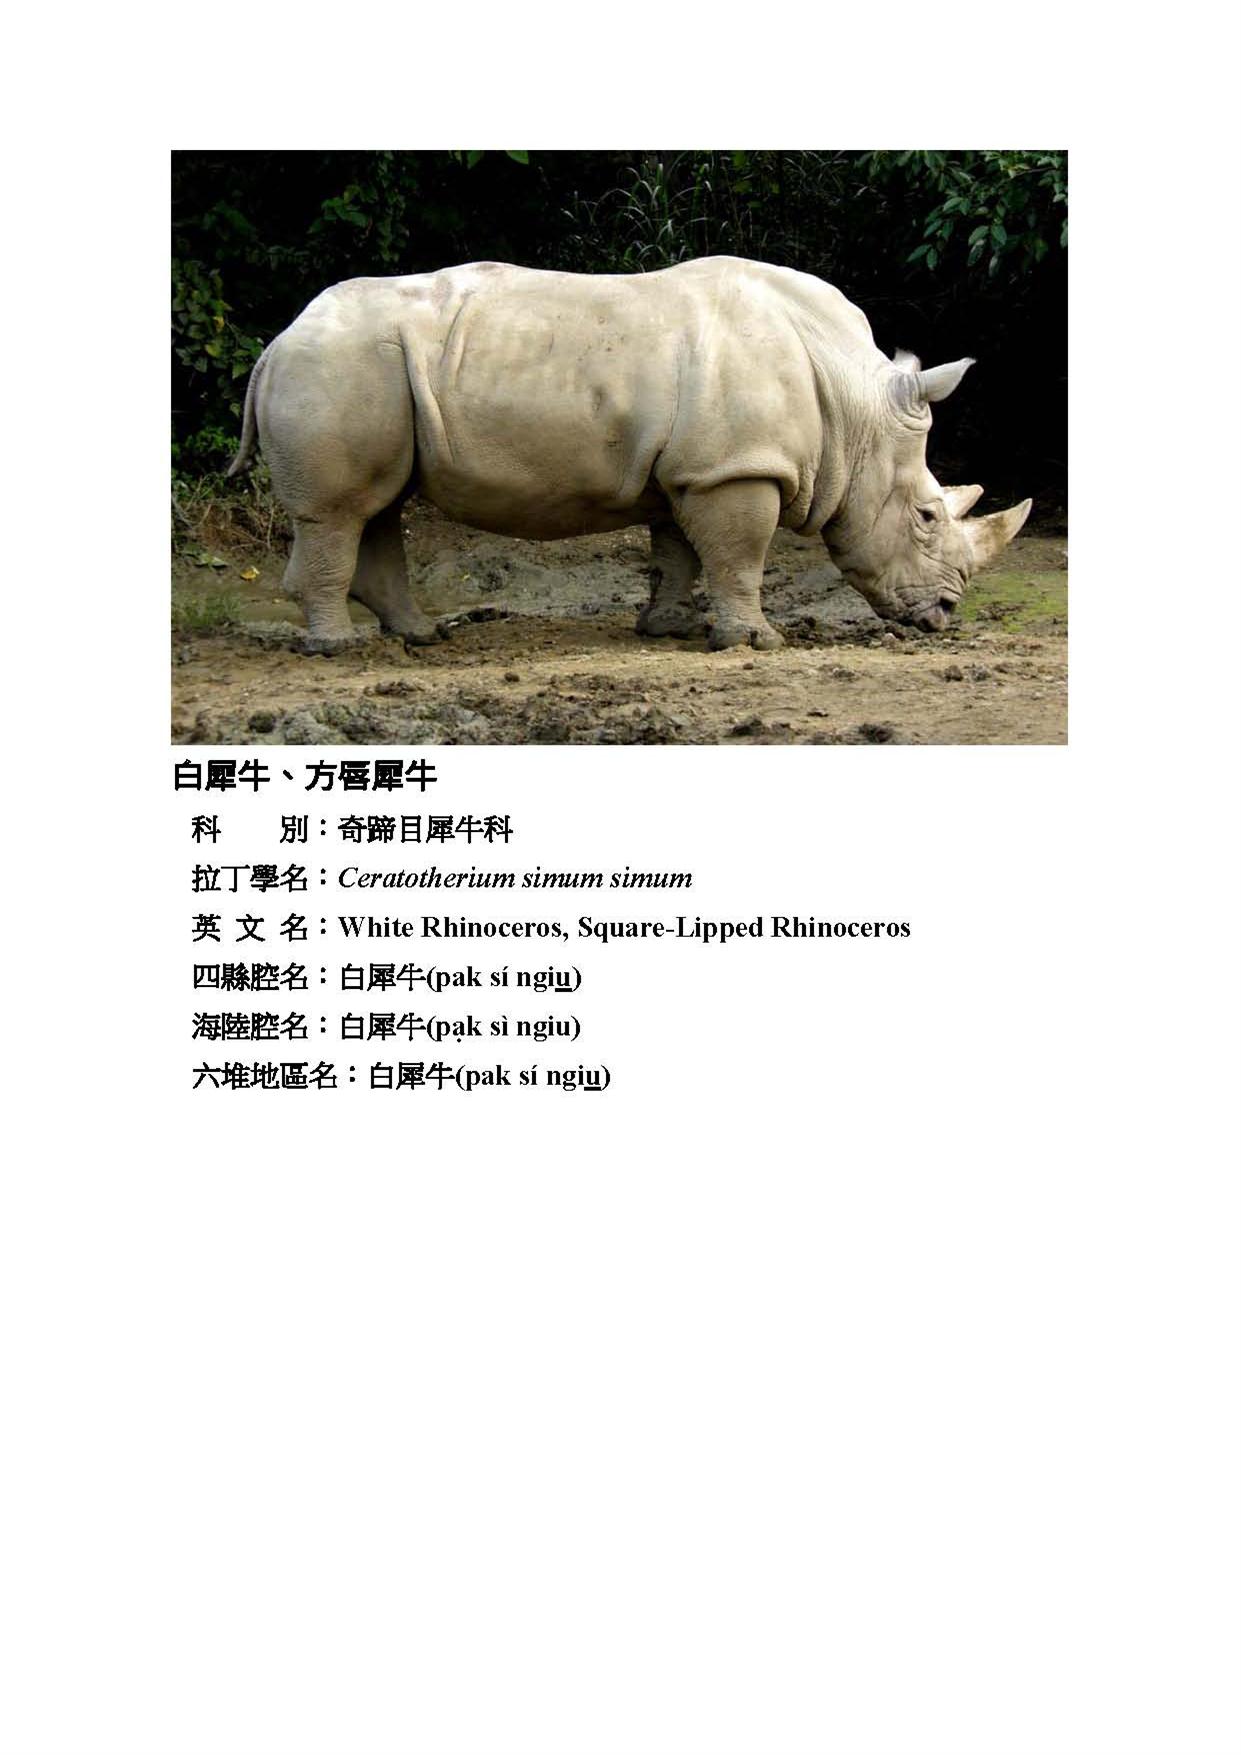 白犀牛、方唇犀牛
科　　別：奇蹄目犀牛科
拉丁學名：Ceratotherium simum simum
英 文 名：White Rhinoceros, Square-Lipped Rhinoceros
四縣腔名：白犀牛(pak sí ngiu̲)
海陸腔名：白犀牛(pạk sì ngiu)
六堆地區名：白犀牛(pak sí ngiu̲)